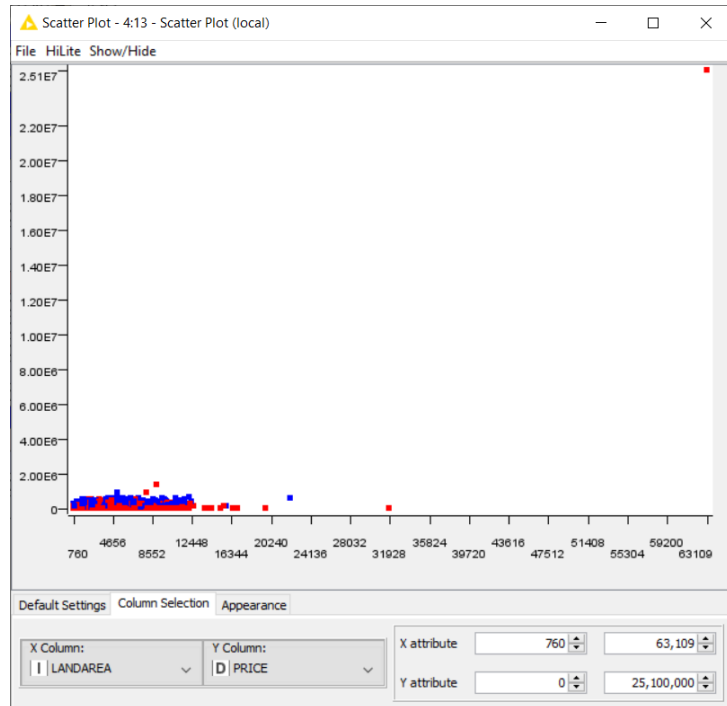 Scatter Plot - 4:13 - Scatter Plot (local)
File HiLite Show/Hide
2.51E7
2.20E7
2.00E7
1.80E7
1.60E7
1.40E7
1.20E7
1.00E7
8.00E6
6.00E6
4.00E6
2.00E6
0
4656 12448 20240 28032 35824 43616 51408 59200
760 8552 16344 24136 31928 39720 47512 55304 63109
Default Settings Column Selection Appearance
X Column: Y Column: X attribute 760 63,109
I LANDAREA D PRICE
Y attribute 0 25,100,000